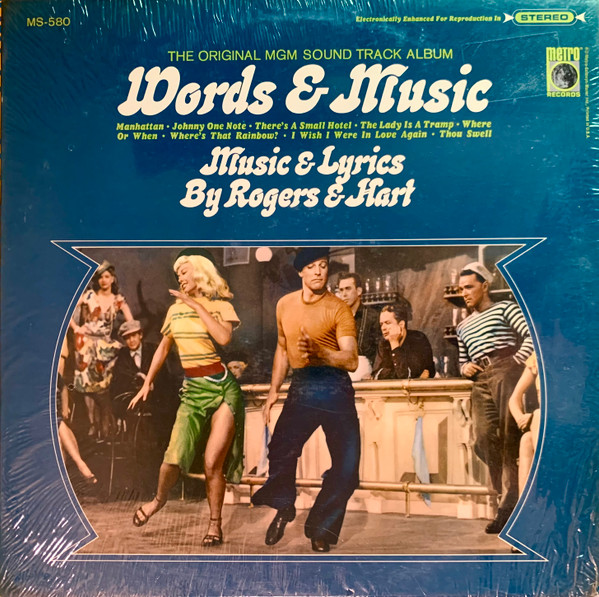 MS-580
Electronically Enhanced For Reproduction In STEREO
THE ORIGINAL MGM SOUND TRACK ALBUM
metro
RECORDS
Words & Music
Manhattan · Johnny One Note · There's A Small Hotel · The Lady Is A Tramp · Where
Or When · Where's That Rainbow? · I Wish I Were In Love Again · Thou Swell
Music & Lyrics
By Rogers & Hart